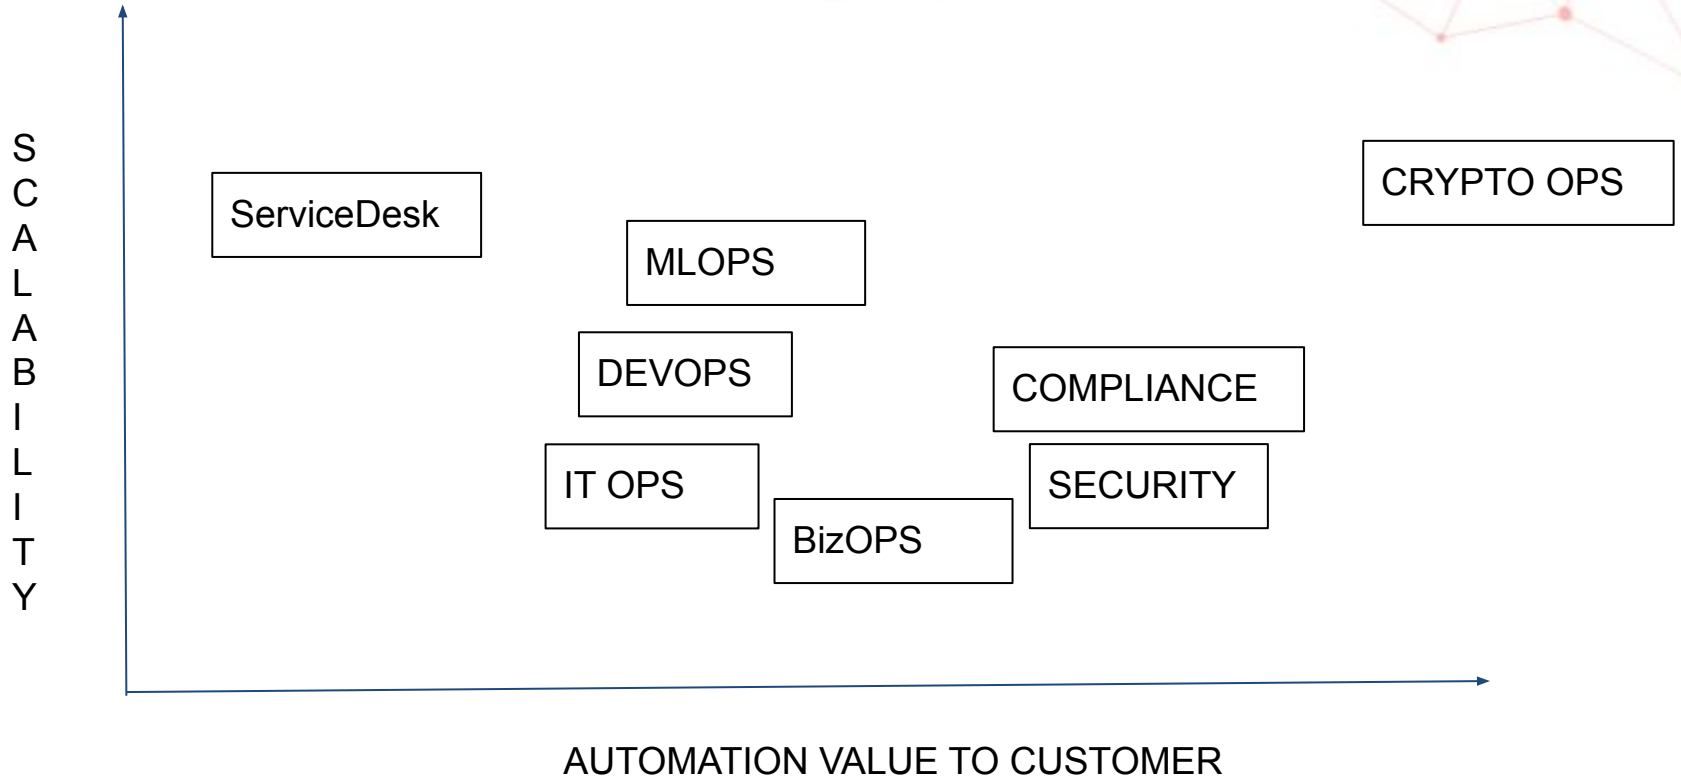 SCALABILITY
CRYPTO OPS
ServiceDesk
MLOPS
DEVOPS
COMPLIANCE
IT OPS
SECURITY
BizOPS
AUTOMATION VALUE TO CUSTOMER